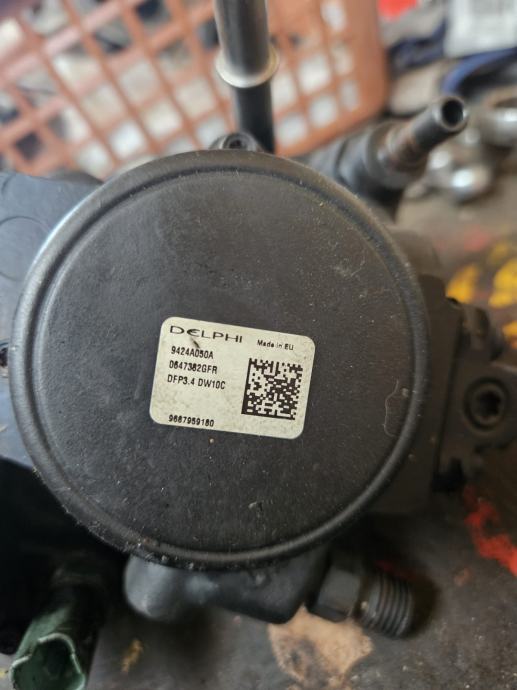 DELPHI Made in EU
9424A050A
0647382GFR
DFP3.4 DW10C
9687959180